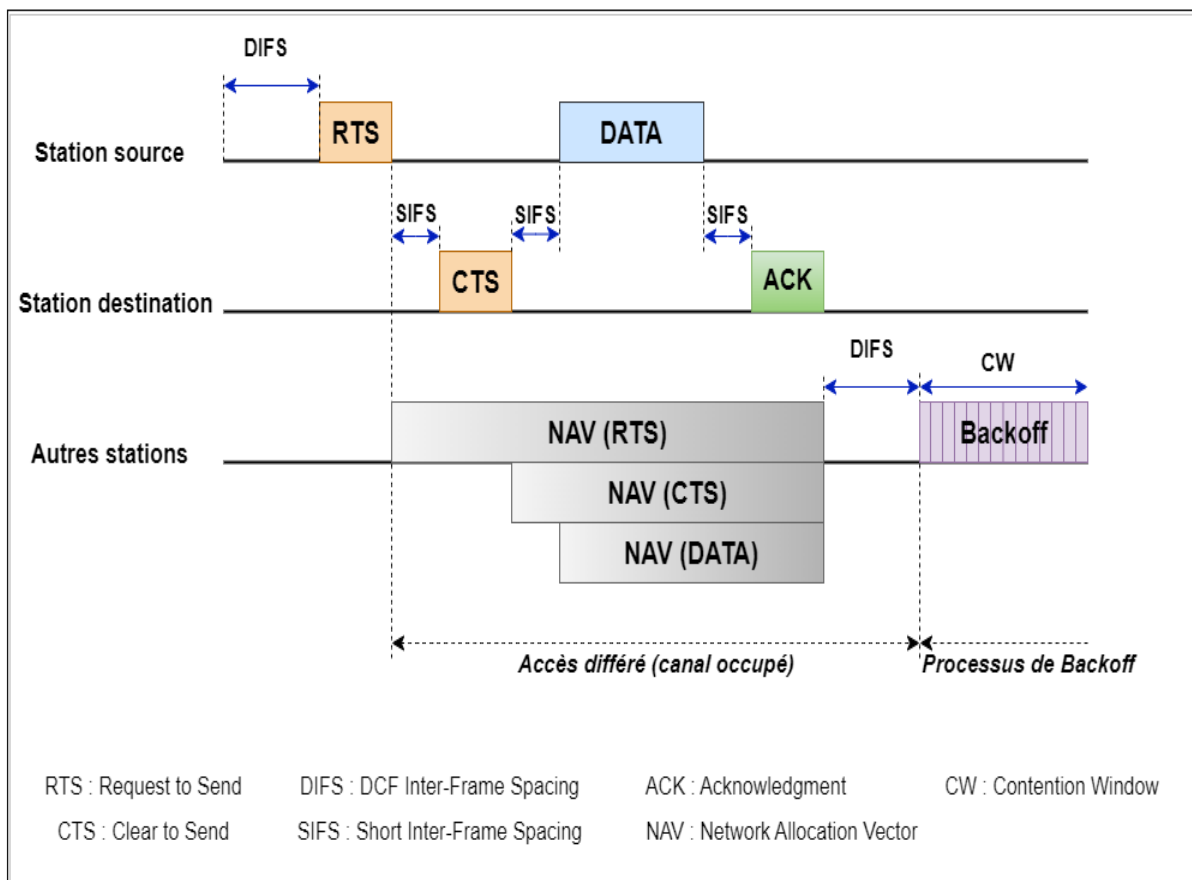 DIFS
RTS
DATA
Station source
SIFS
SIFS
SIFS
CTS
ACK
Station destination
DIFS
CW
NAV (RTS)
Backoff
Autres stations
NAV (CTS)
NAV (DATA)
Accès différé (canal occupé)
Processus de Backoff
RTS : Request to Send
DIFS : DCF Inter-Frame Spacing
ACK : Acknowledgment
CW : Contention Window
CTS : Clear to Send
SIFS : Short Inter-Frame Spacing
NAV : Network Allocation Vector